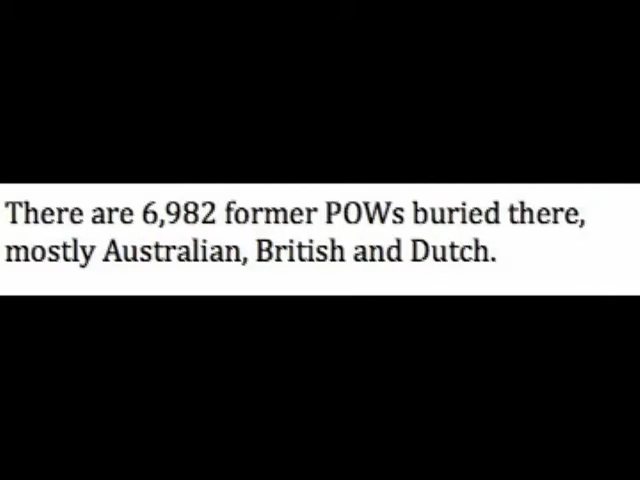 There are 6,982 former POWs buried there,
mostly Australian, British and Dutch.